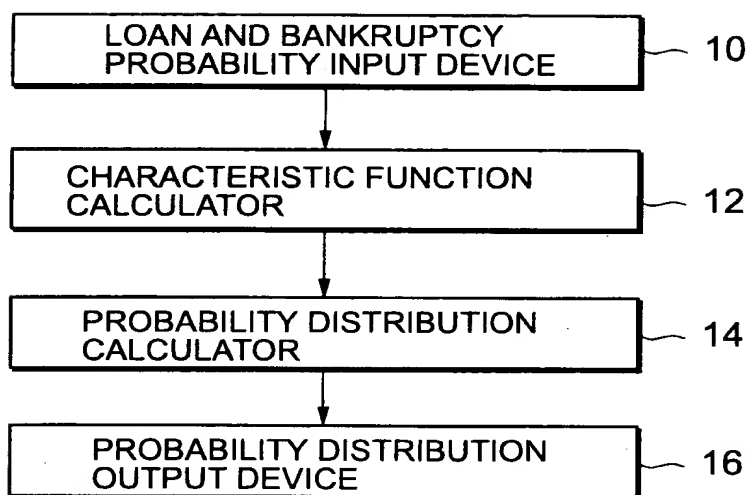 LOAN AND BANKRUPTCY
PROBABILITY INPUT DEVICE
10
CHARACTERISTIC FUNCTION
CALCULATOR
12
PROBABILITY DISTRIBUTION
CALCULATOR
14
PROBABILITY DISTRIBUTION
OUTPUT DEVICE
16